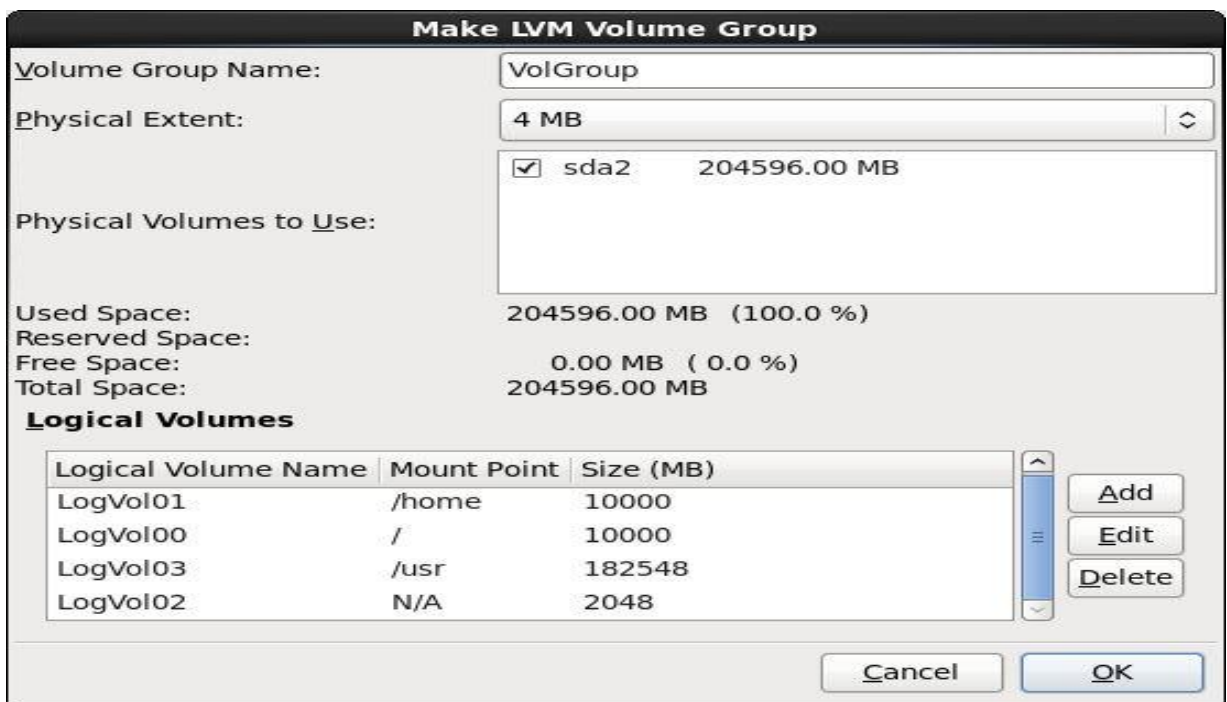 Make LVM Volume Group
Volume Group Name: VolGroup
Physical Extent: 4 MB
sda2 204596.00 MB
Physical Volumes to Use:
Used Space: 204596.00 MB (100.0 %)
Reserved Space:
Free Space: 0.00 MB ( 0.0 %)
Total Space: 204596.00 MB
Logical Volumes
Logical Volume Name Mount Point Size (MB)
LogVol01 /home 10000
LogVol00 / 10000
LogVol03 /usr 182548
LogVol02 N/A 2048
Add
Edit
Delete
Cancel OK